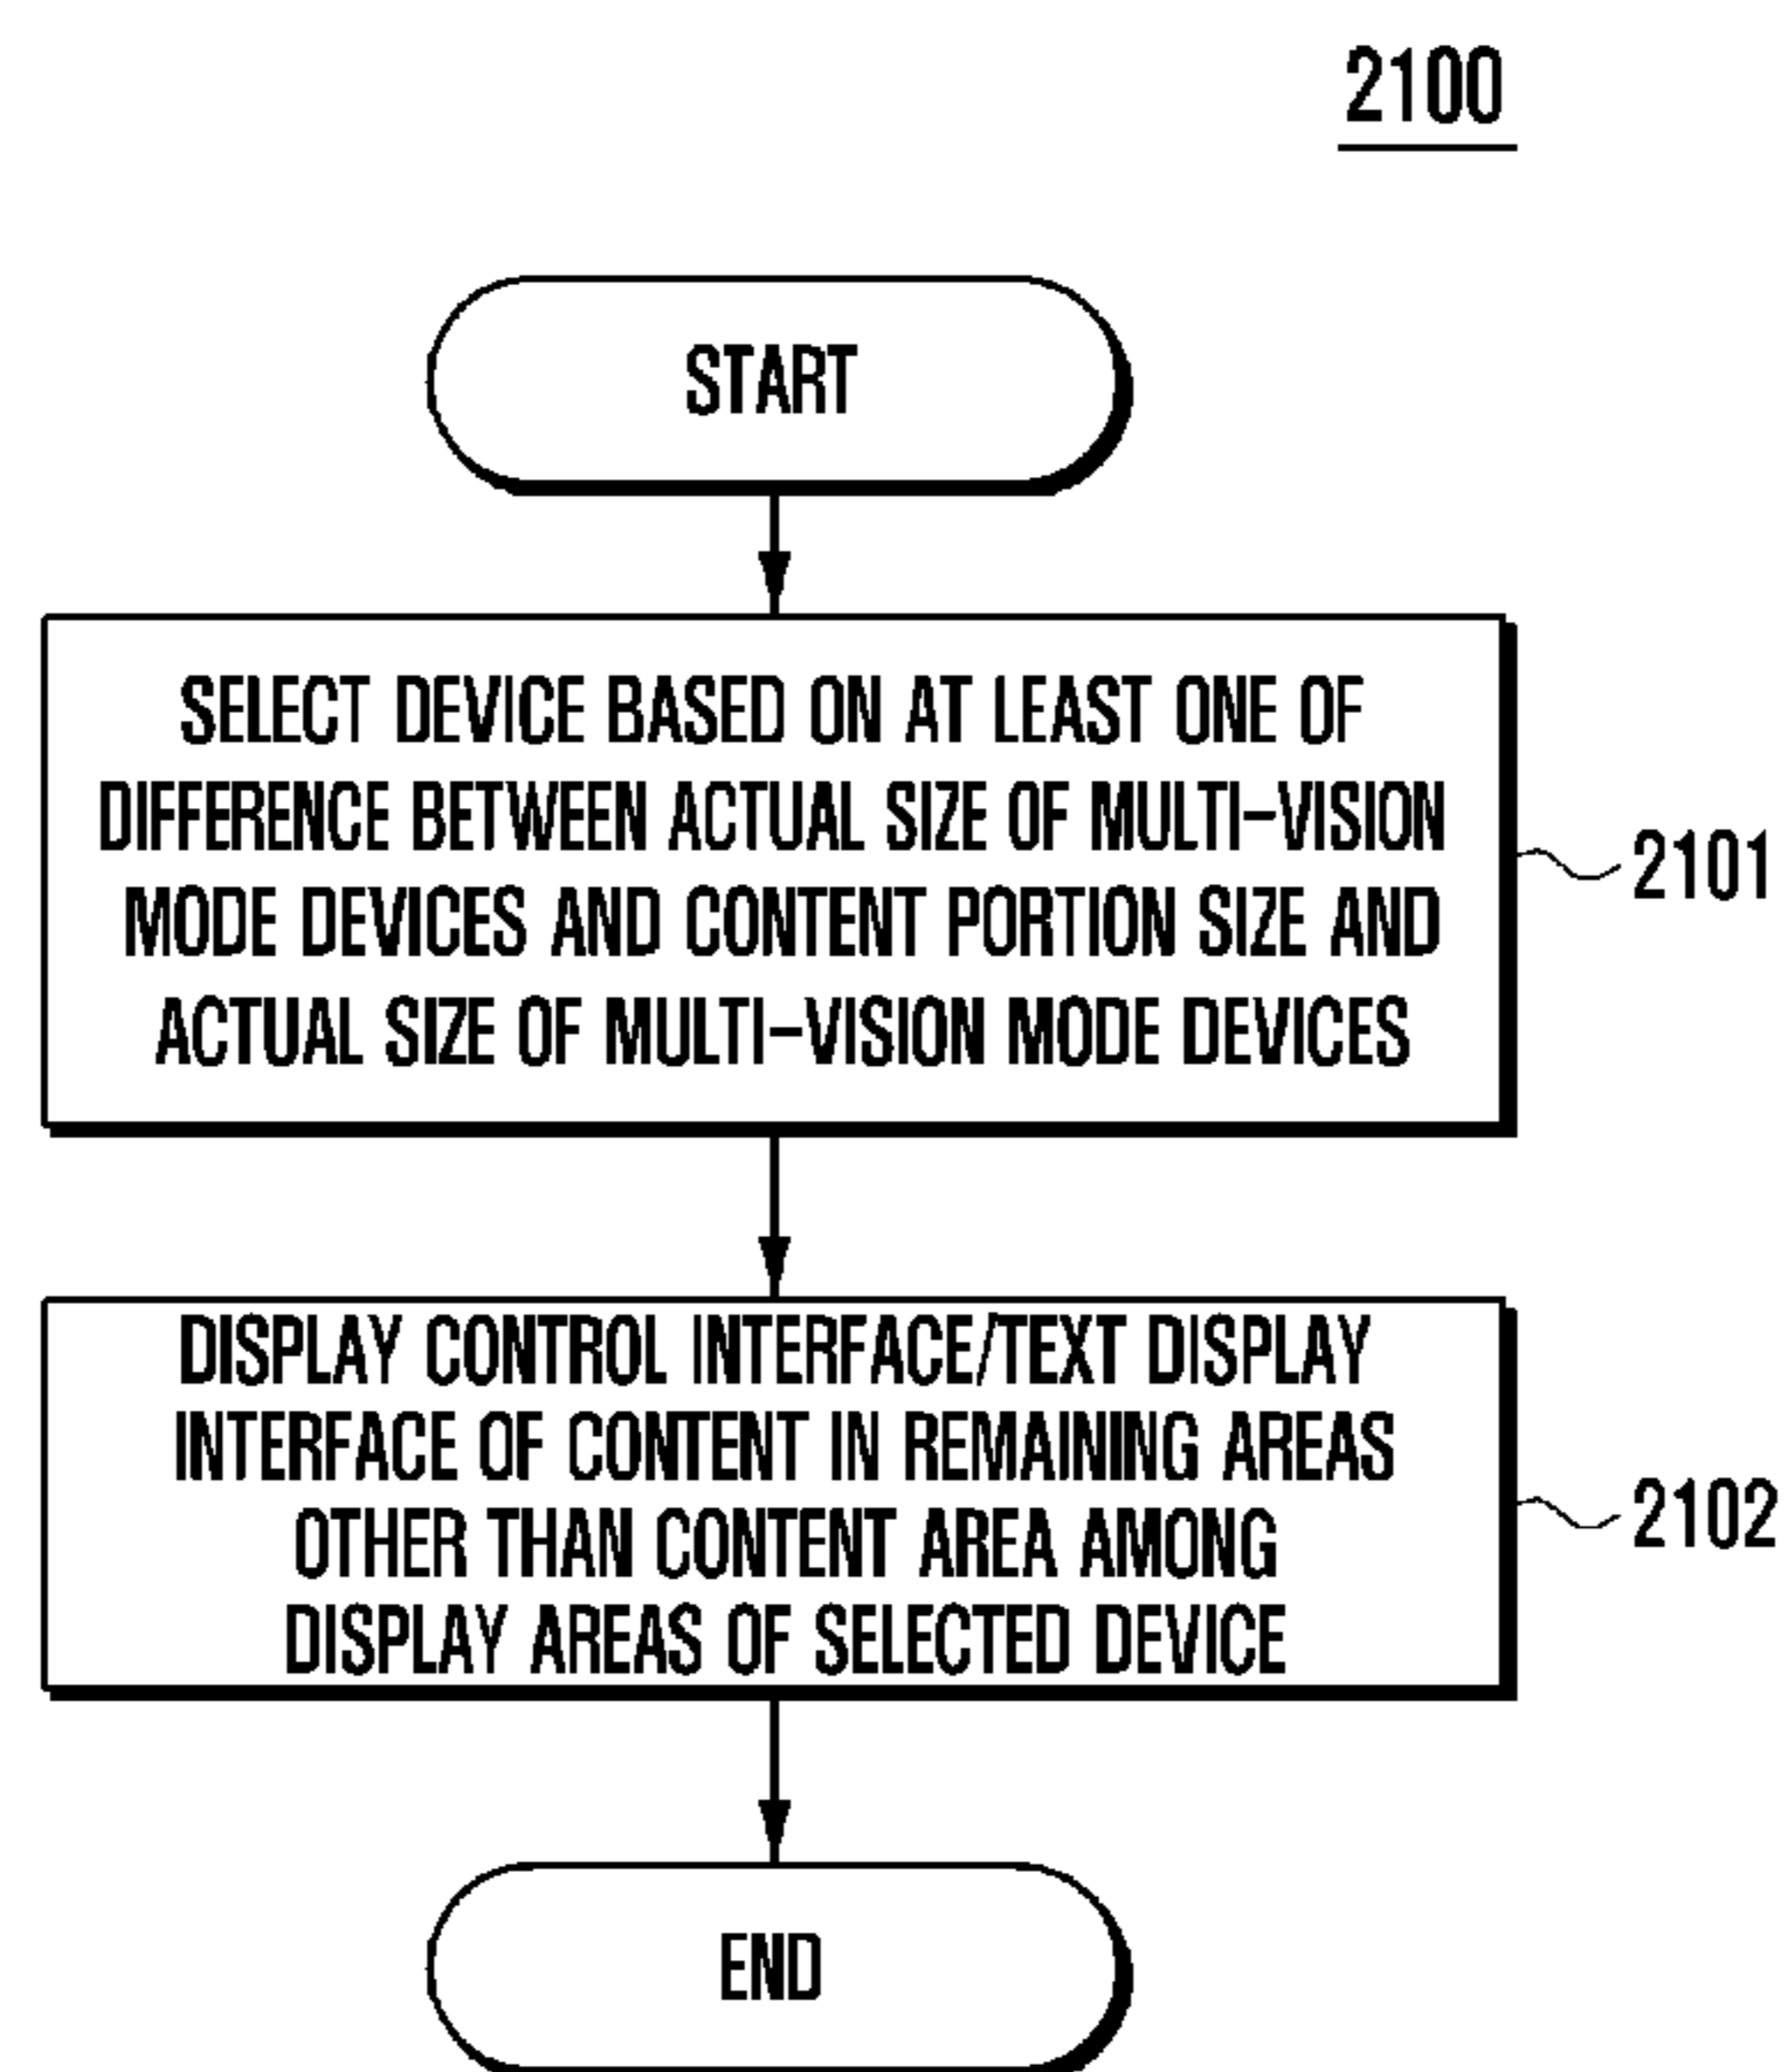 2100
START
SELECT DEVICE BASED ON AT LEAST ONE OF
DIFFERENCE BETWEEN ACTUAL SIZE OF MULTI-VISION
MODE DEVICES AND CONTENT PORTION SIZE AND
ACTUAL SIZE OF MULTI-VISION MODE DEVICES
2101
DISPLAY CONTROL INTERFACE/TEXT DISPLAY
INTERFACE OF CONTENT IN REMAINING AREAS
OTHER THAN CONTENT AREA AMONG
DISPLAY AREAS OF SELECTED DEVICE
2102
END